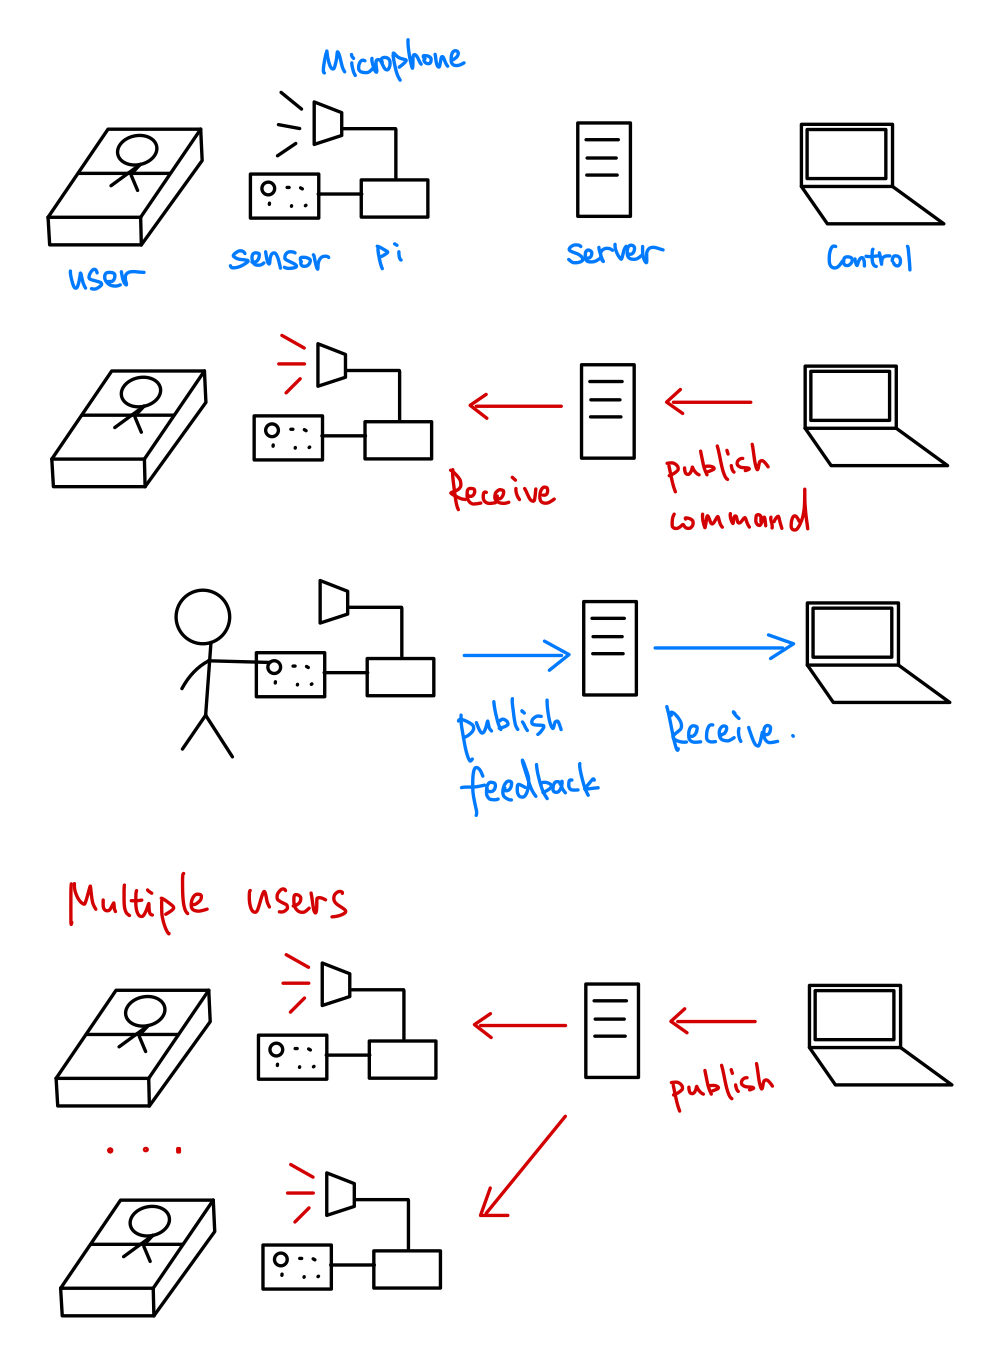 Microphone
user
sensor
Pi
server
Control
Receive
publish
command
publish
feedback
Receive.
Multiple users
publish
...